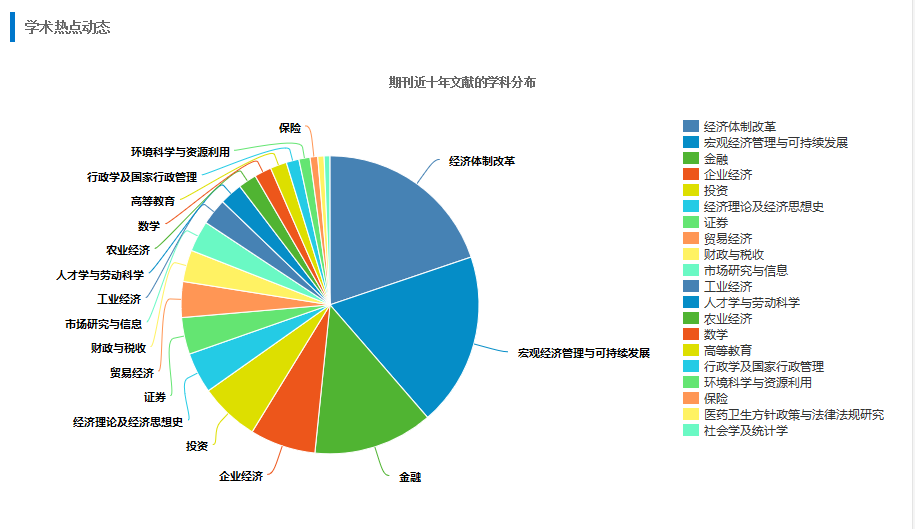 学术热点动态
期刊近十年文献的学科分布
保险
环境科学与资源利用
行政学及国家行政管理
高等教育
数学
农业经济
人才学与劳动科学
工业经济
市场研究与信息
财政与税收
贸易经济
证券
经济理论及经济思想史
投资
企业经济
金融
宏观经济管理与可持续发展
经济体制改革
经济体制改革
宏观经济管理与可持续发展
金融
企业经济
投资
经济理论及经济思想史
证券
贸易经济
财政与税收
市场研究与信息
工业经济
人才学与劳动科学
农业经济
数学
高等教育
行政学及国家行政管理
环境科学与资源利用
保险
医药卫生方针政策与法律法规研究
社会学及统计学